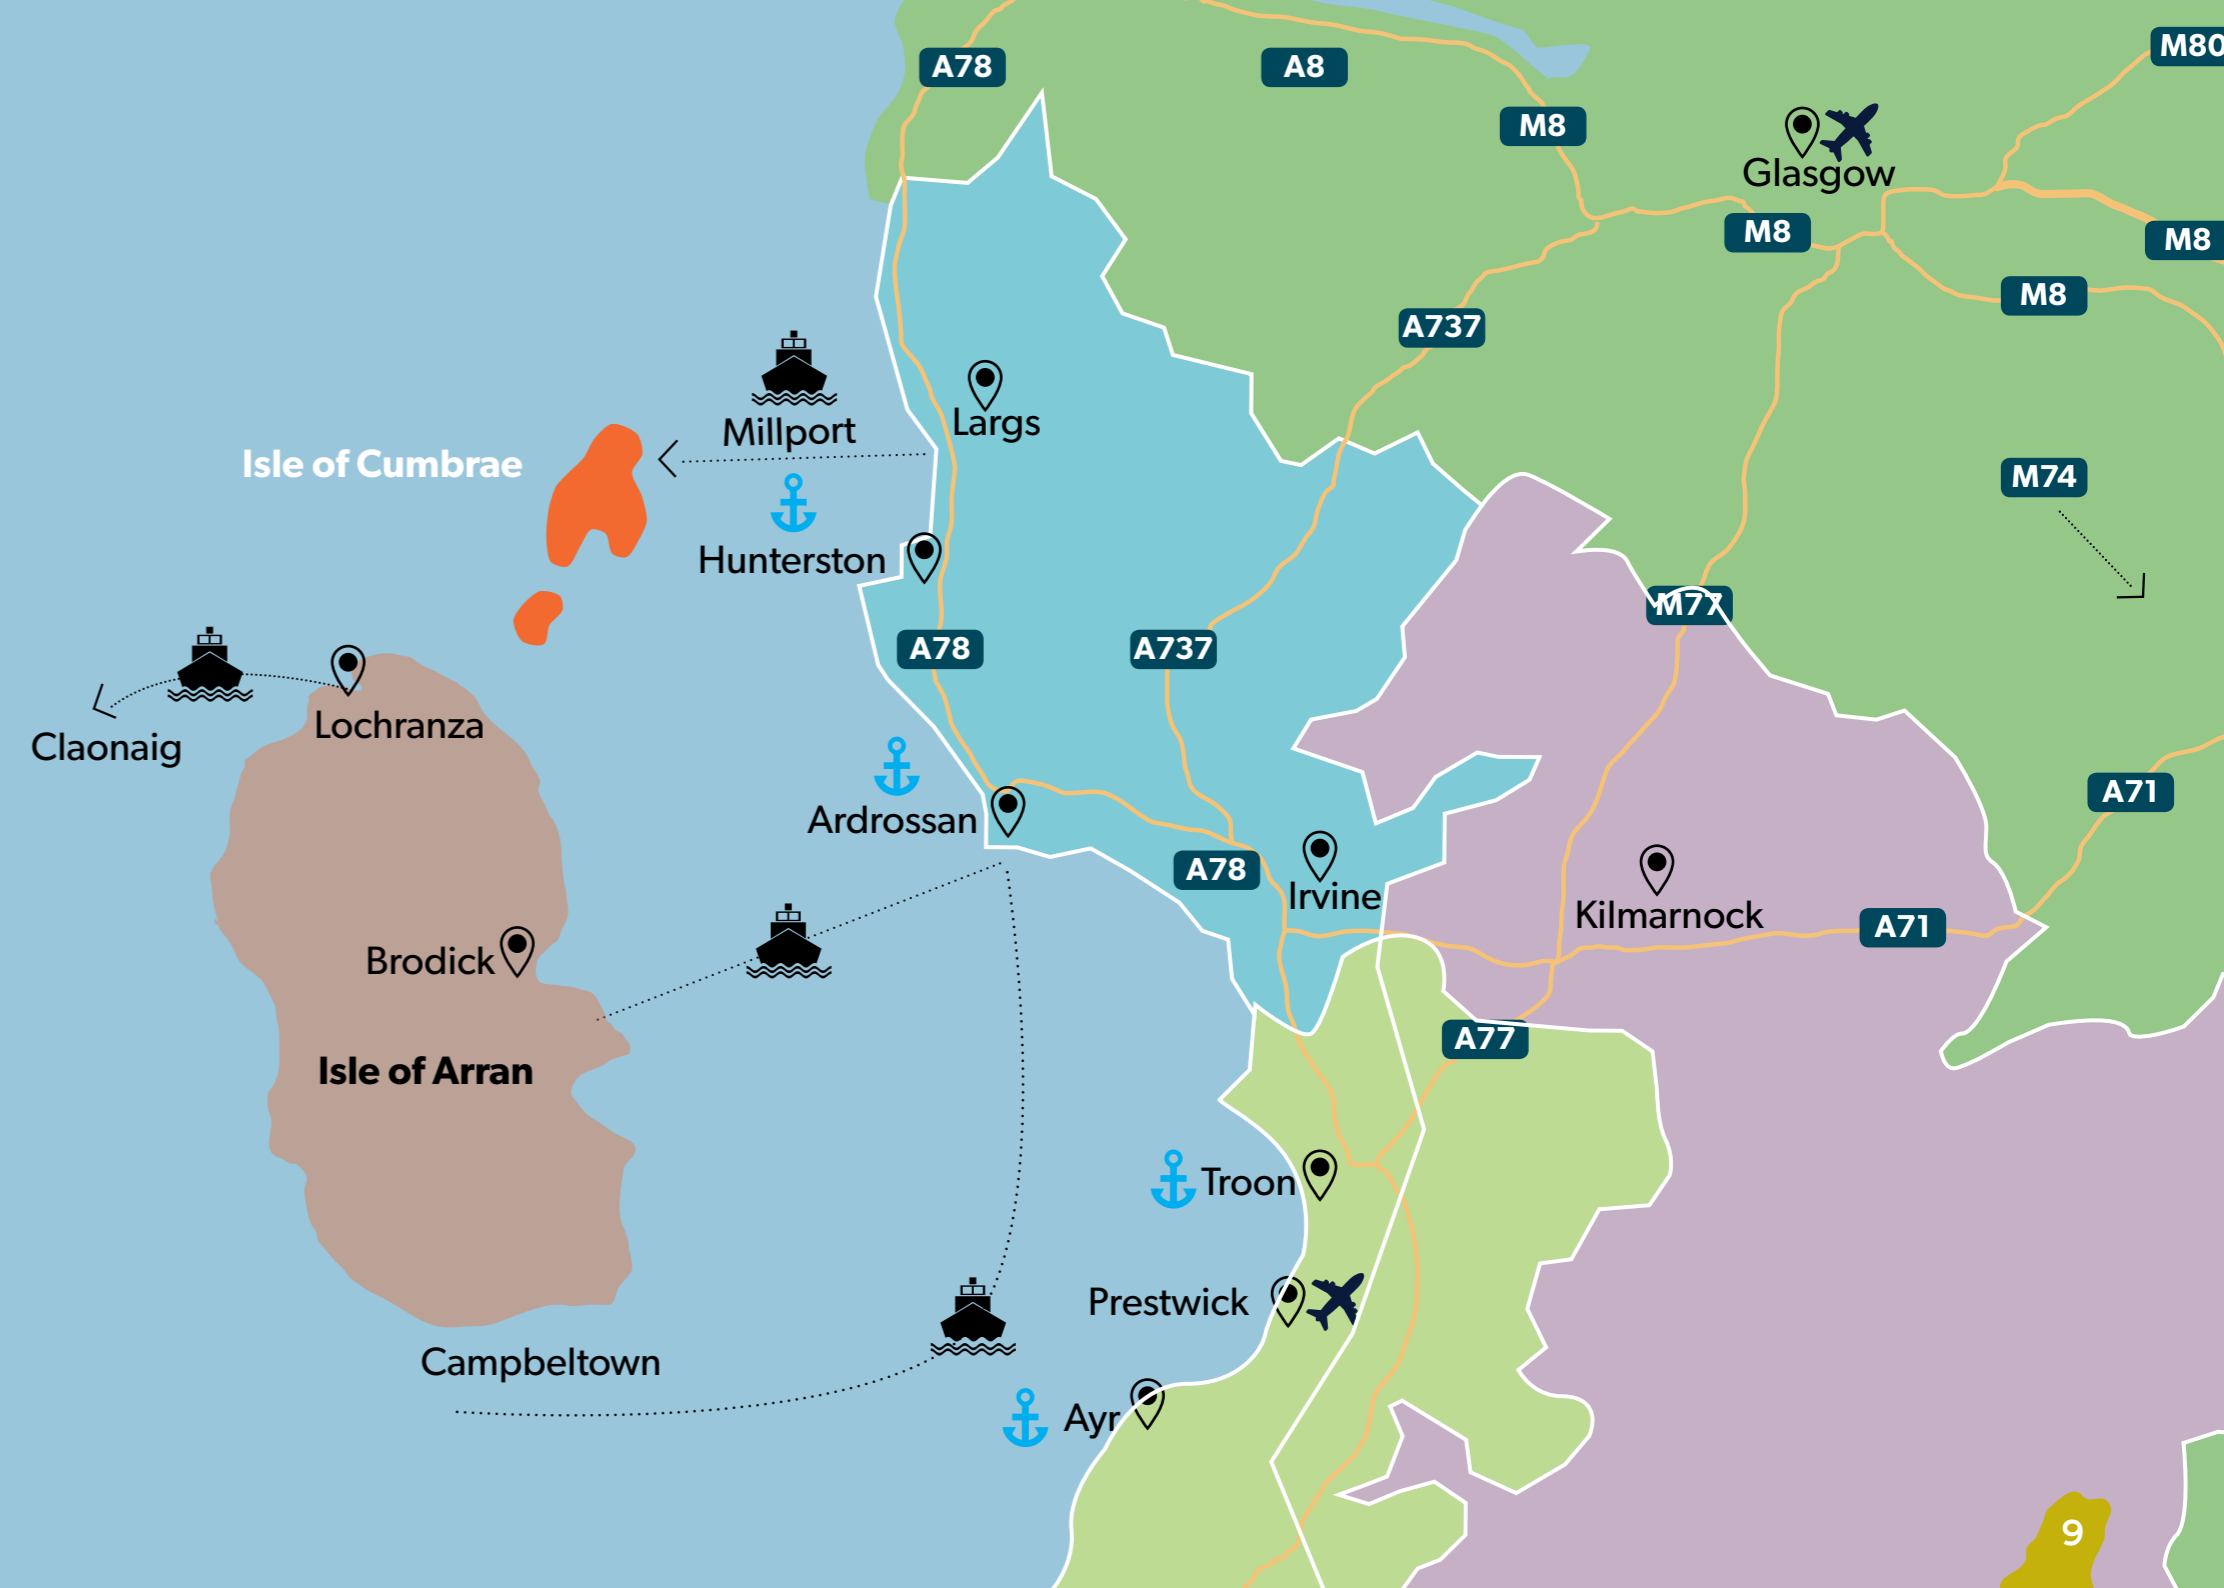 M80
A78
A8
M8
Glasgow
M8
M8
M8
A737
Largs
Millport
Isle of Cumbrae
M74
Hunterston
M77
A78
A737
Lochranza
Claonaig
A71
Ardrossan
A78
Irvine
Kilmarnock
A71
Brodick
A77
Isle of Arran
Troon
Prestwick
Campbeltown
Ayr
9